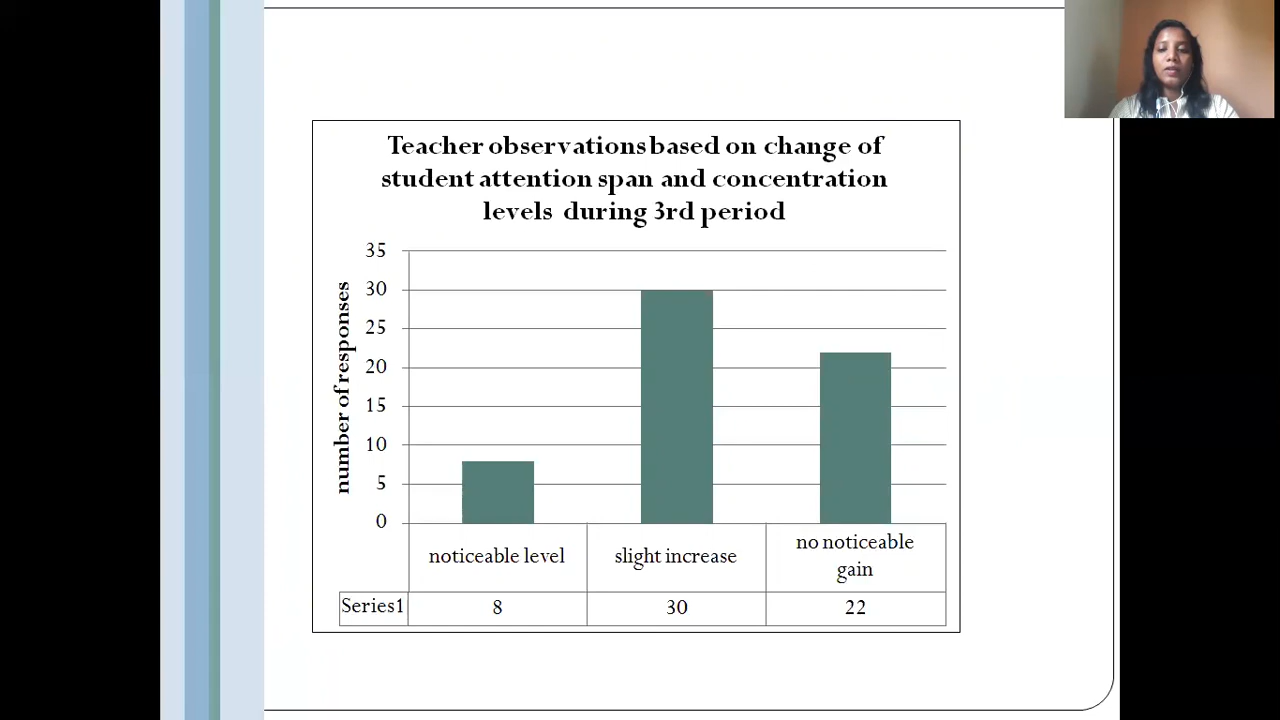 Teacher observations based on change of
student attention span and concentration
levels during 3rd period
number of responses
35
30
25
20
15
10
5
0
noticeable level
slight increase
no noticeable
gain
Series1 8 30 22